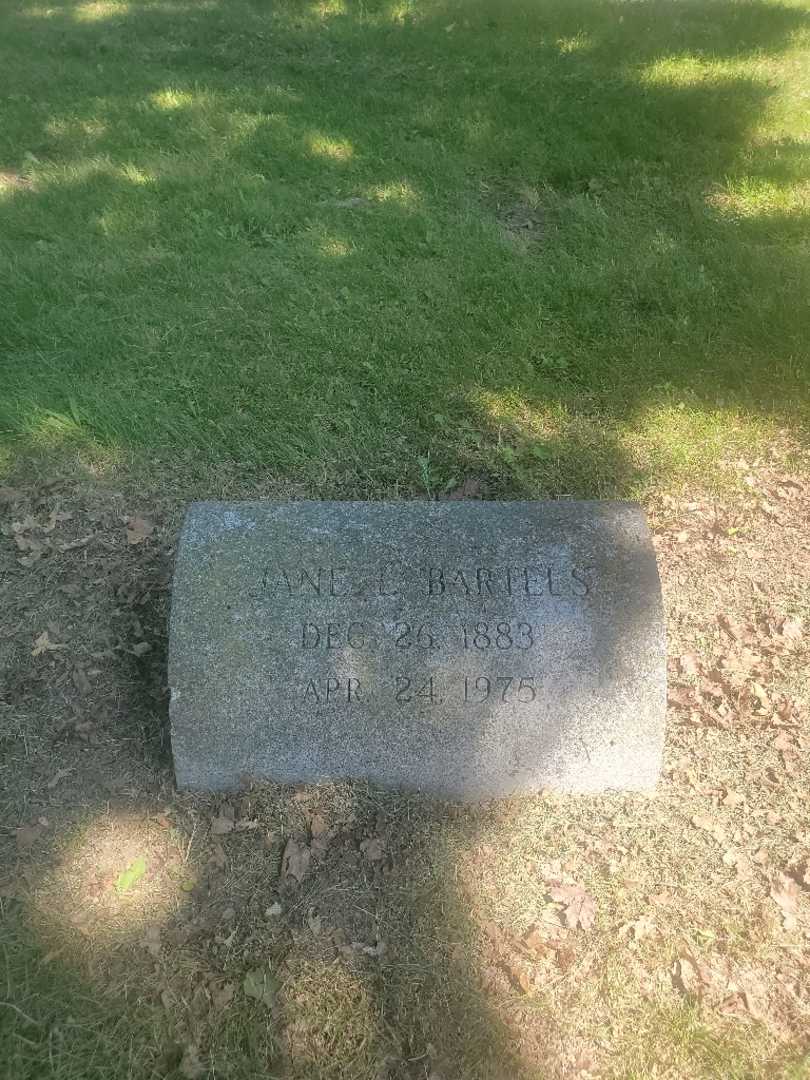 JANE L. BARTELS
DEC. 26, 1883
APR. 24, 1975